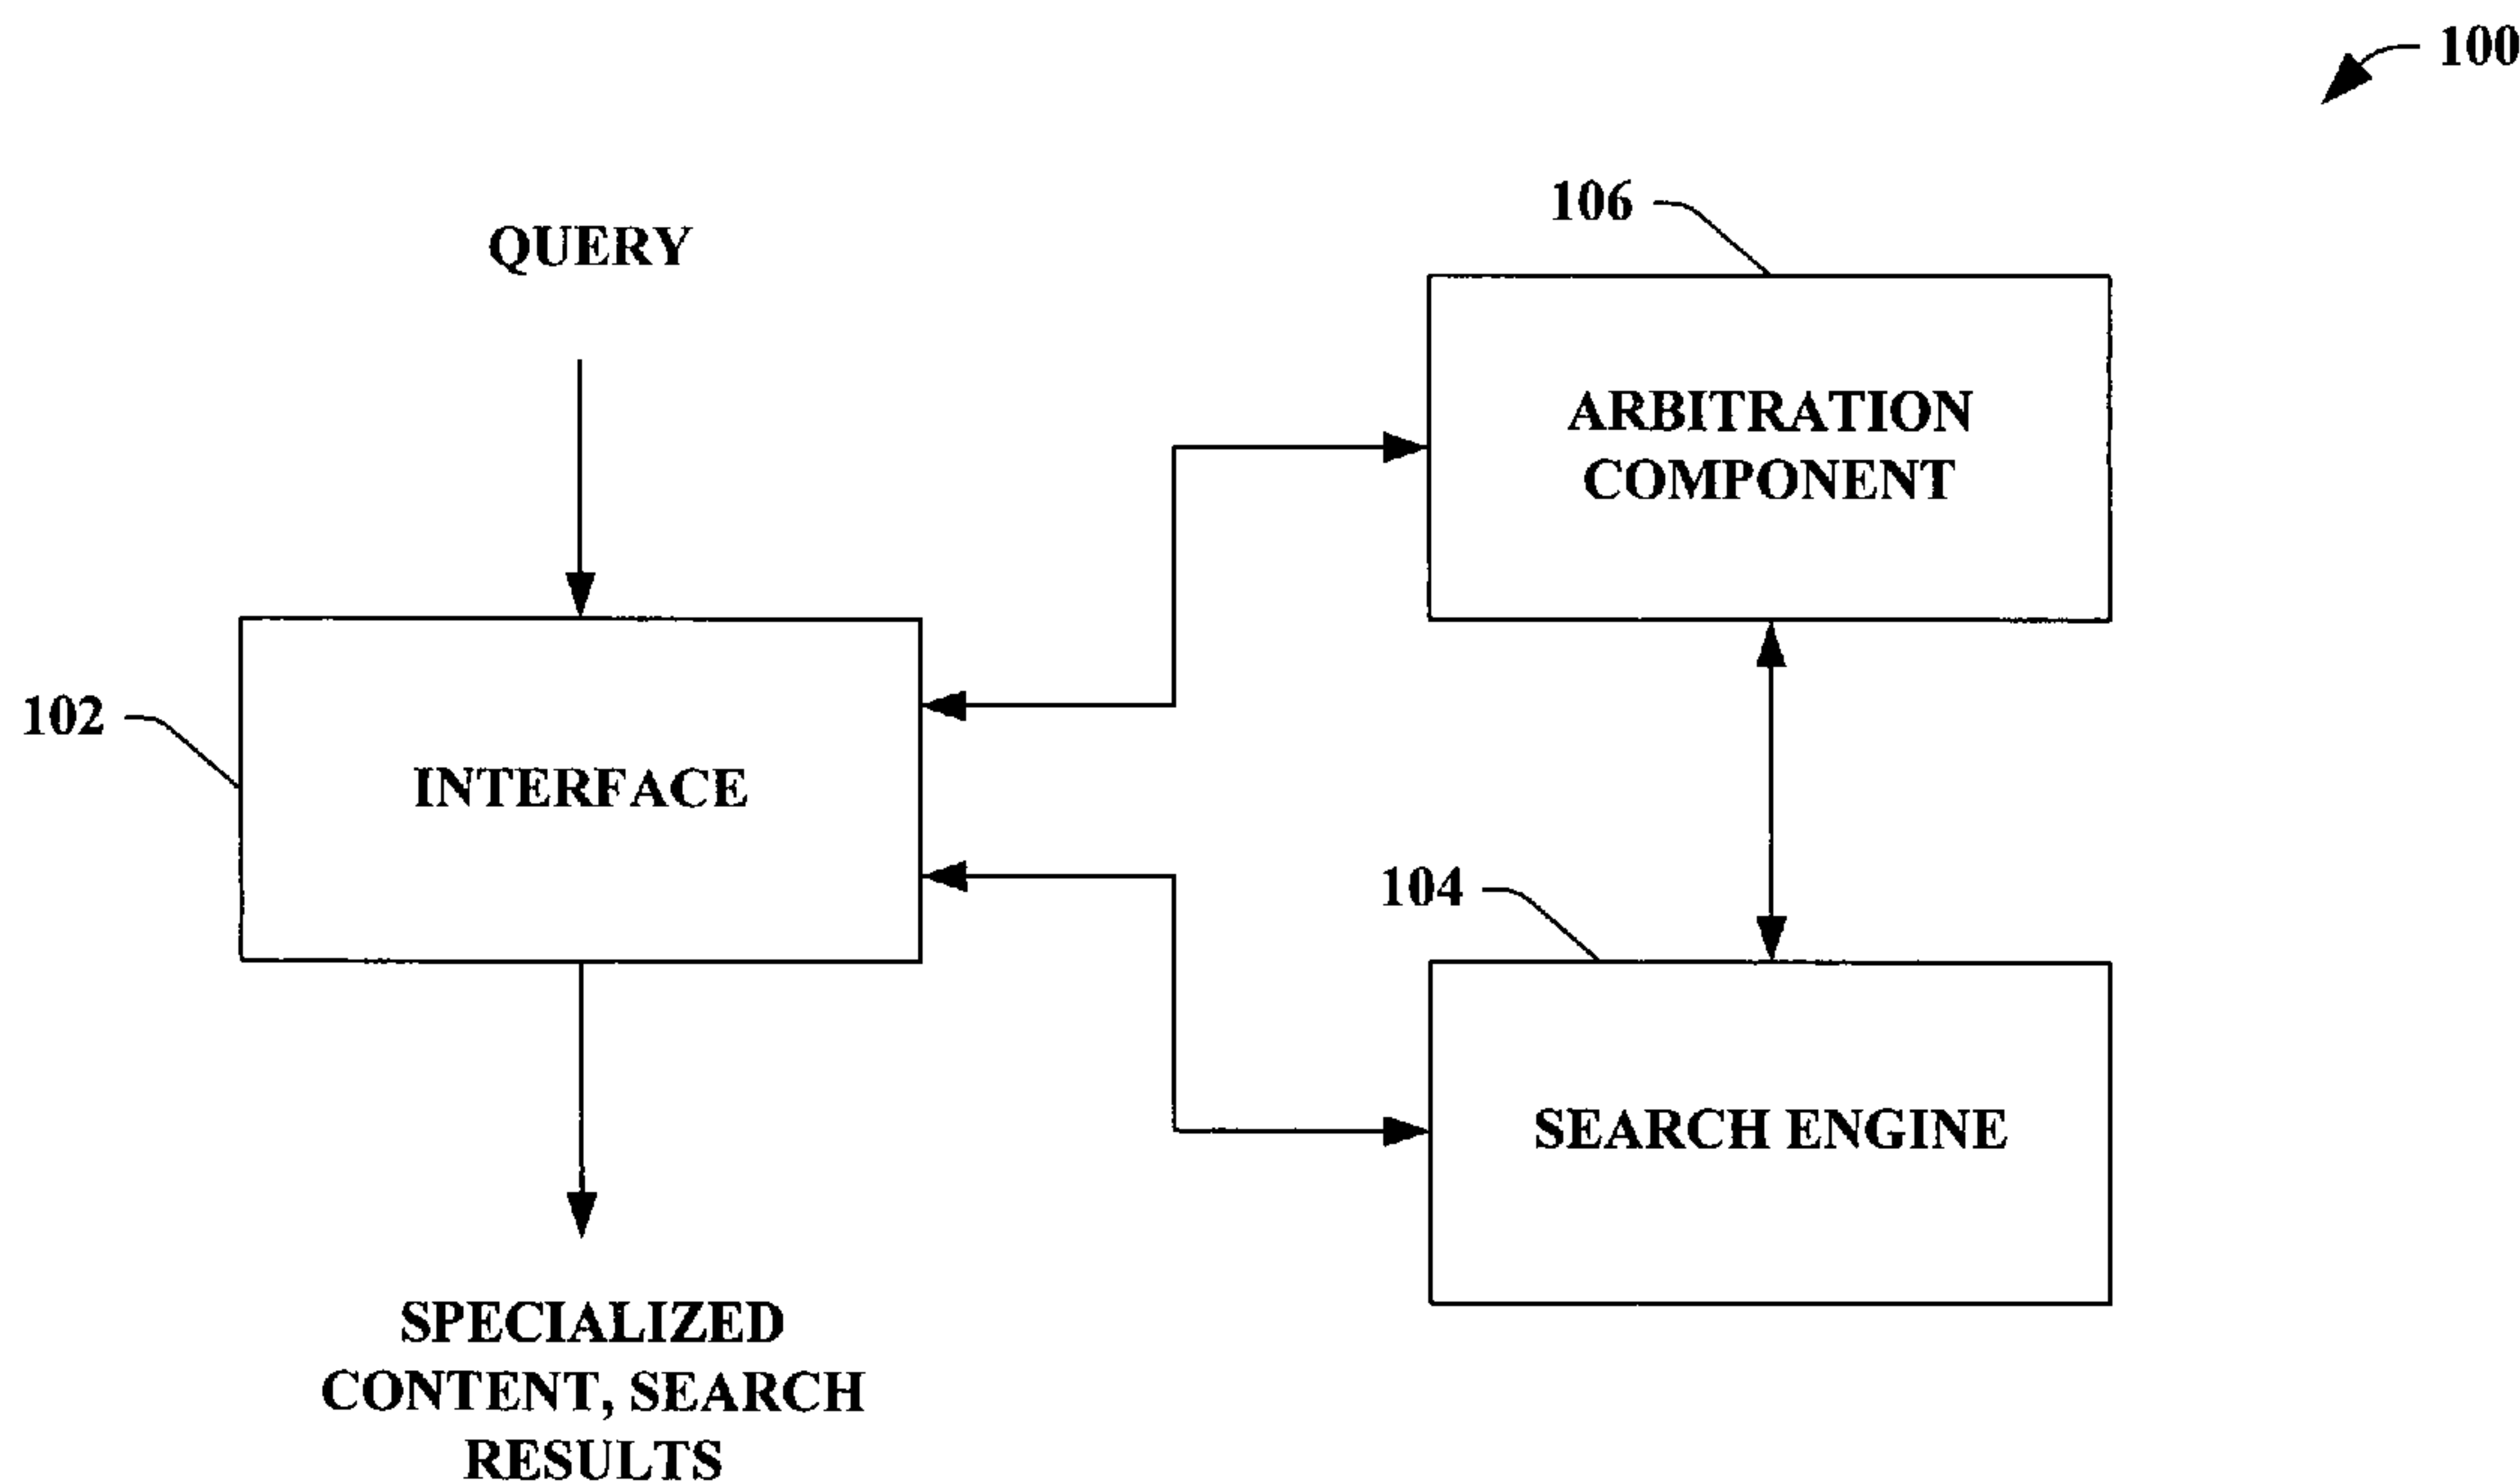 100
106
QUERY
ARBITRATION
COMPONENT
102
INTERFACE
104
SEARCH ENGINE
SPECIALIZED
CONTENT, SEARCH
RESULTS